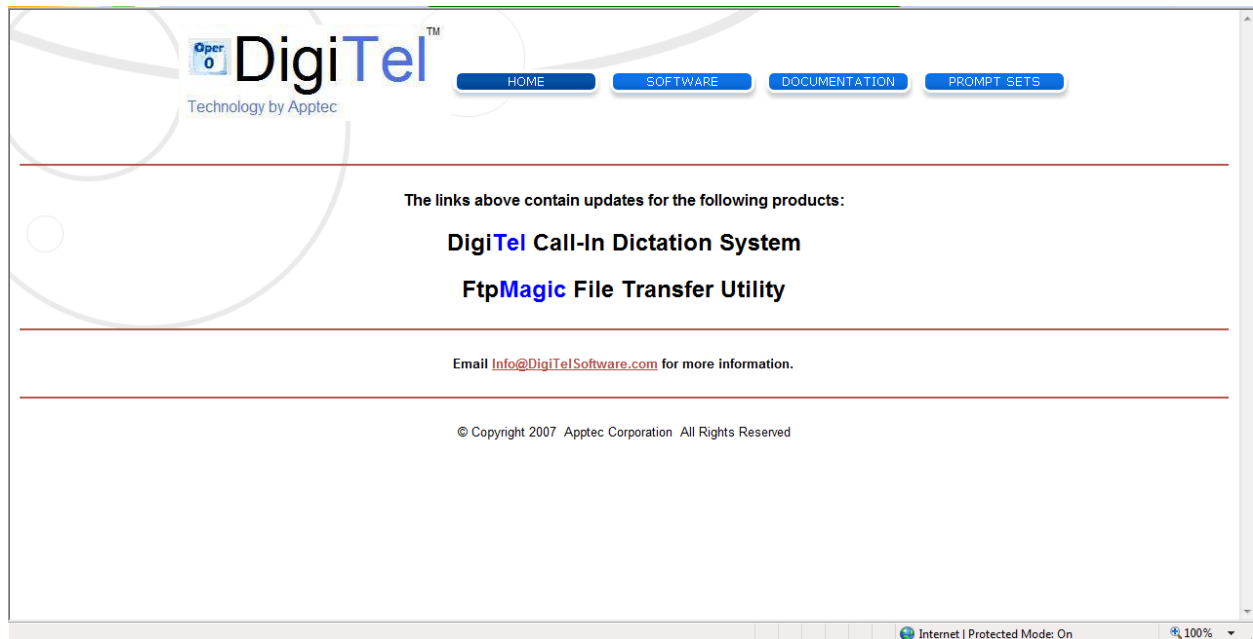 Oper
0
DigiTel™
Technology by Apptec
HOME
SOFTWARE
DOCUMENTATION
PROMPT SETS
The links above contain updates for the following products:
DigiTel Call-In Dictation System
FtpMagic File Transfer Utility
Email Info@DigiTelSoftware.com for more information.
© Copyright 2007 Apptec Corporation All Rights Reserved
Internet | Protected Mode: On
100%